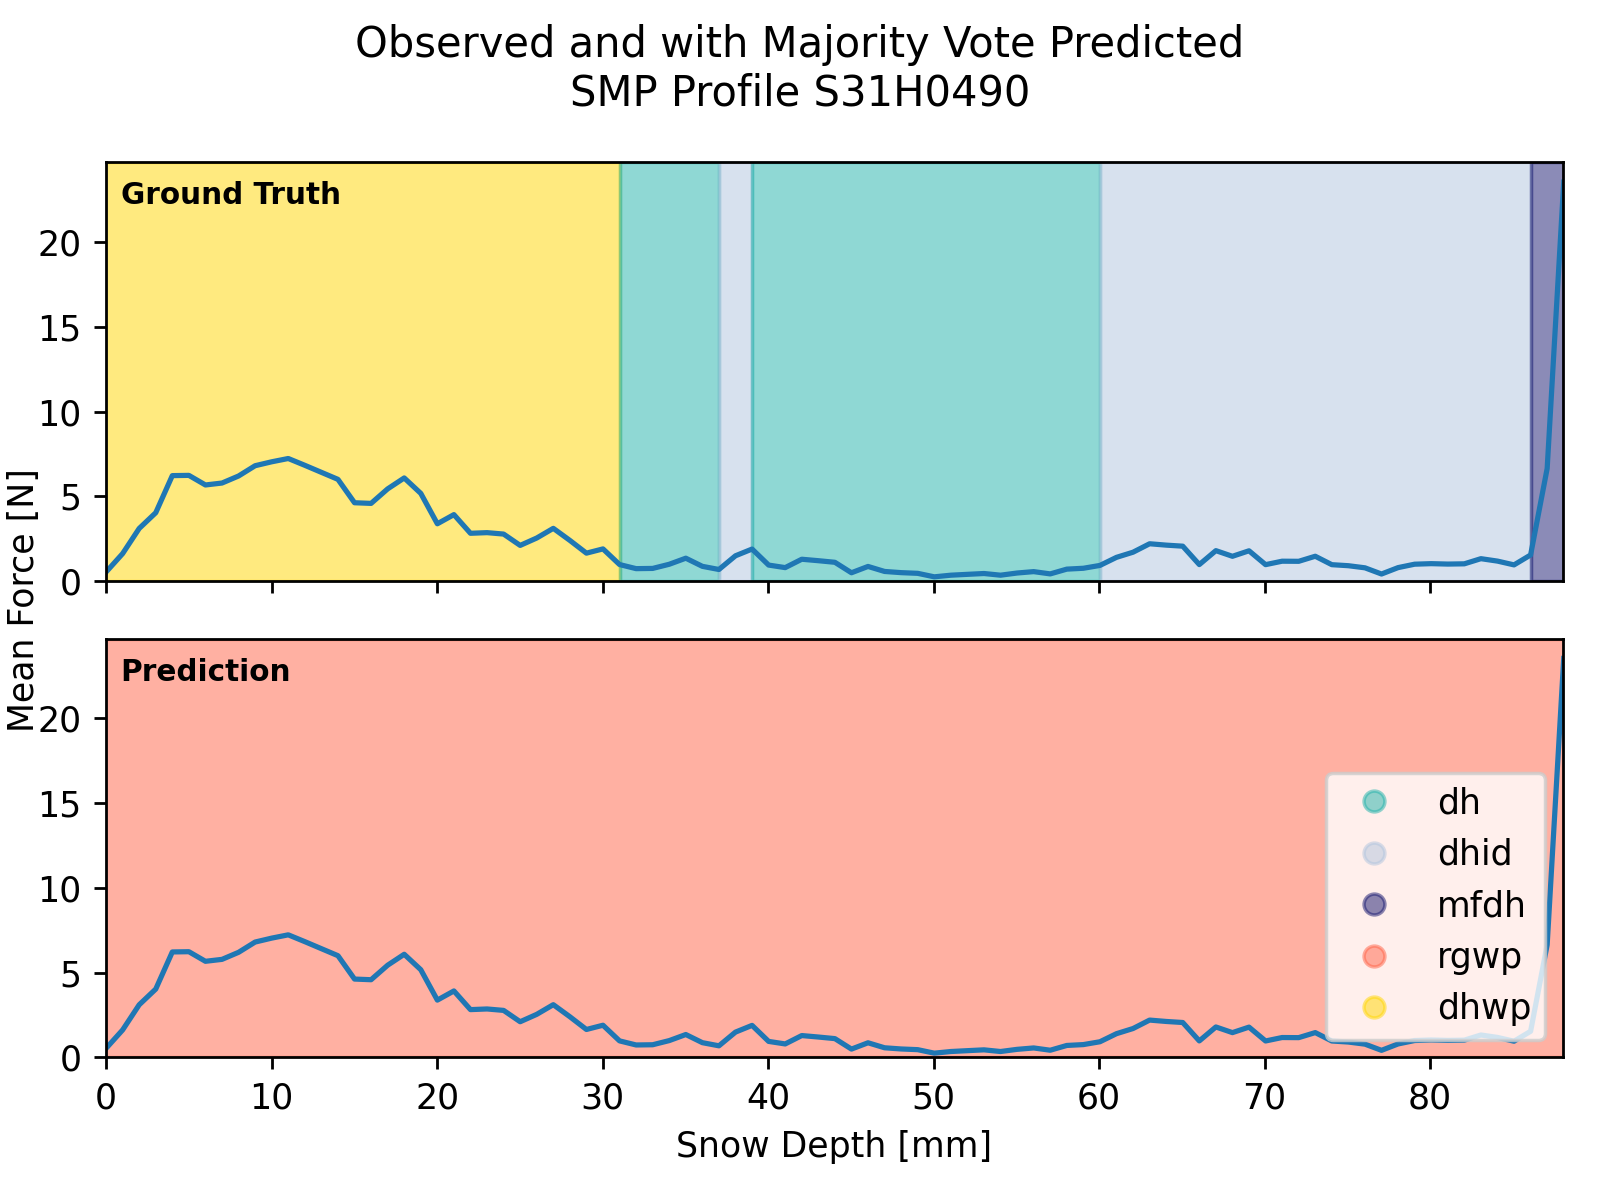 Observed and with Majority Vote Predicted
SMP Profile S31H0490
Mean Force [N]
Ground Truth
20
15
10
5
0
Prediction
20
15
10
5
0
dh
dhid
mfdh
rgwp
dhwp
0 10 20 30 40 50 60 70 80
Snow Depth [mm]